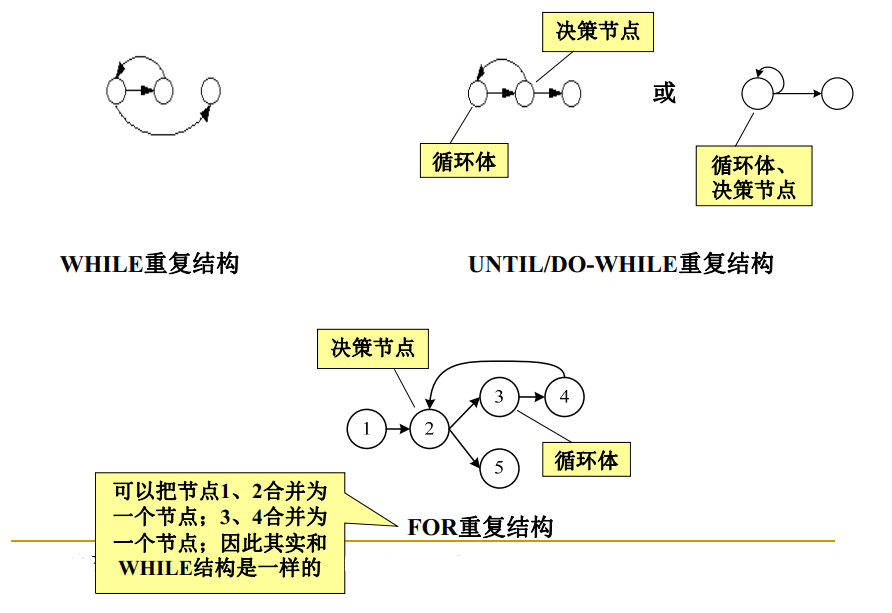 决策节点
循环体
或
循环体、
决策节点
WHILE重复结构
UNTIL/DO-WHILE重复结构
决策节点
1
2
3
4
5
循环体
可以把节点1、2合并为
一个节点；3、4合并为
一个节点；因此其实和
WHILE结构是一样的
FOR重复结构